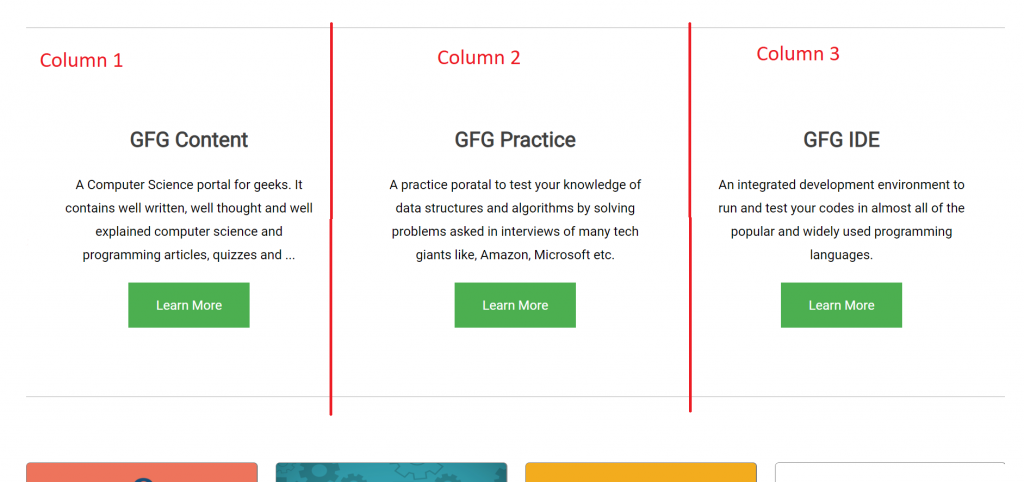 Column 1
Column 2
Column 3
GFG Content
A Computer Science portal for geeks. It
contains well written, well thought and well
explained computer science and
programming articles, quizzes and ...
Learn More
GFG Practice
A practice poratal to test your knowledge of
data structures and algorithms by solving
problems asked in interviews of many tech
giants like, Amazon, Microsoft etc.
Learn More
GFG IDE
An integrated development environment to
run and test your codes in almost all of the
popular and widely used programming
languages.
Learn More